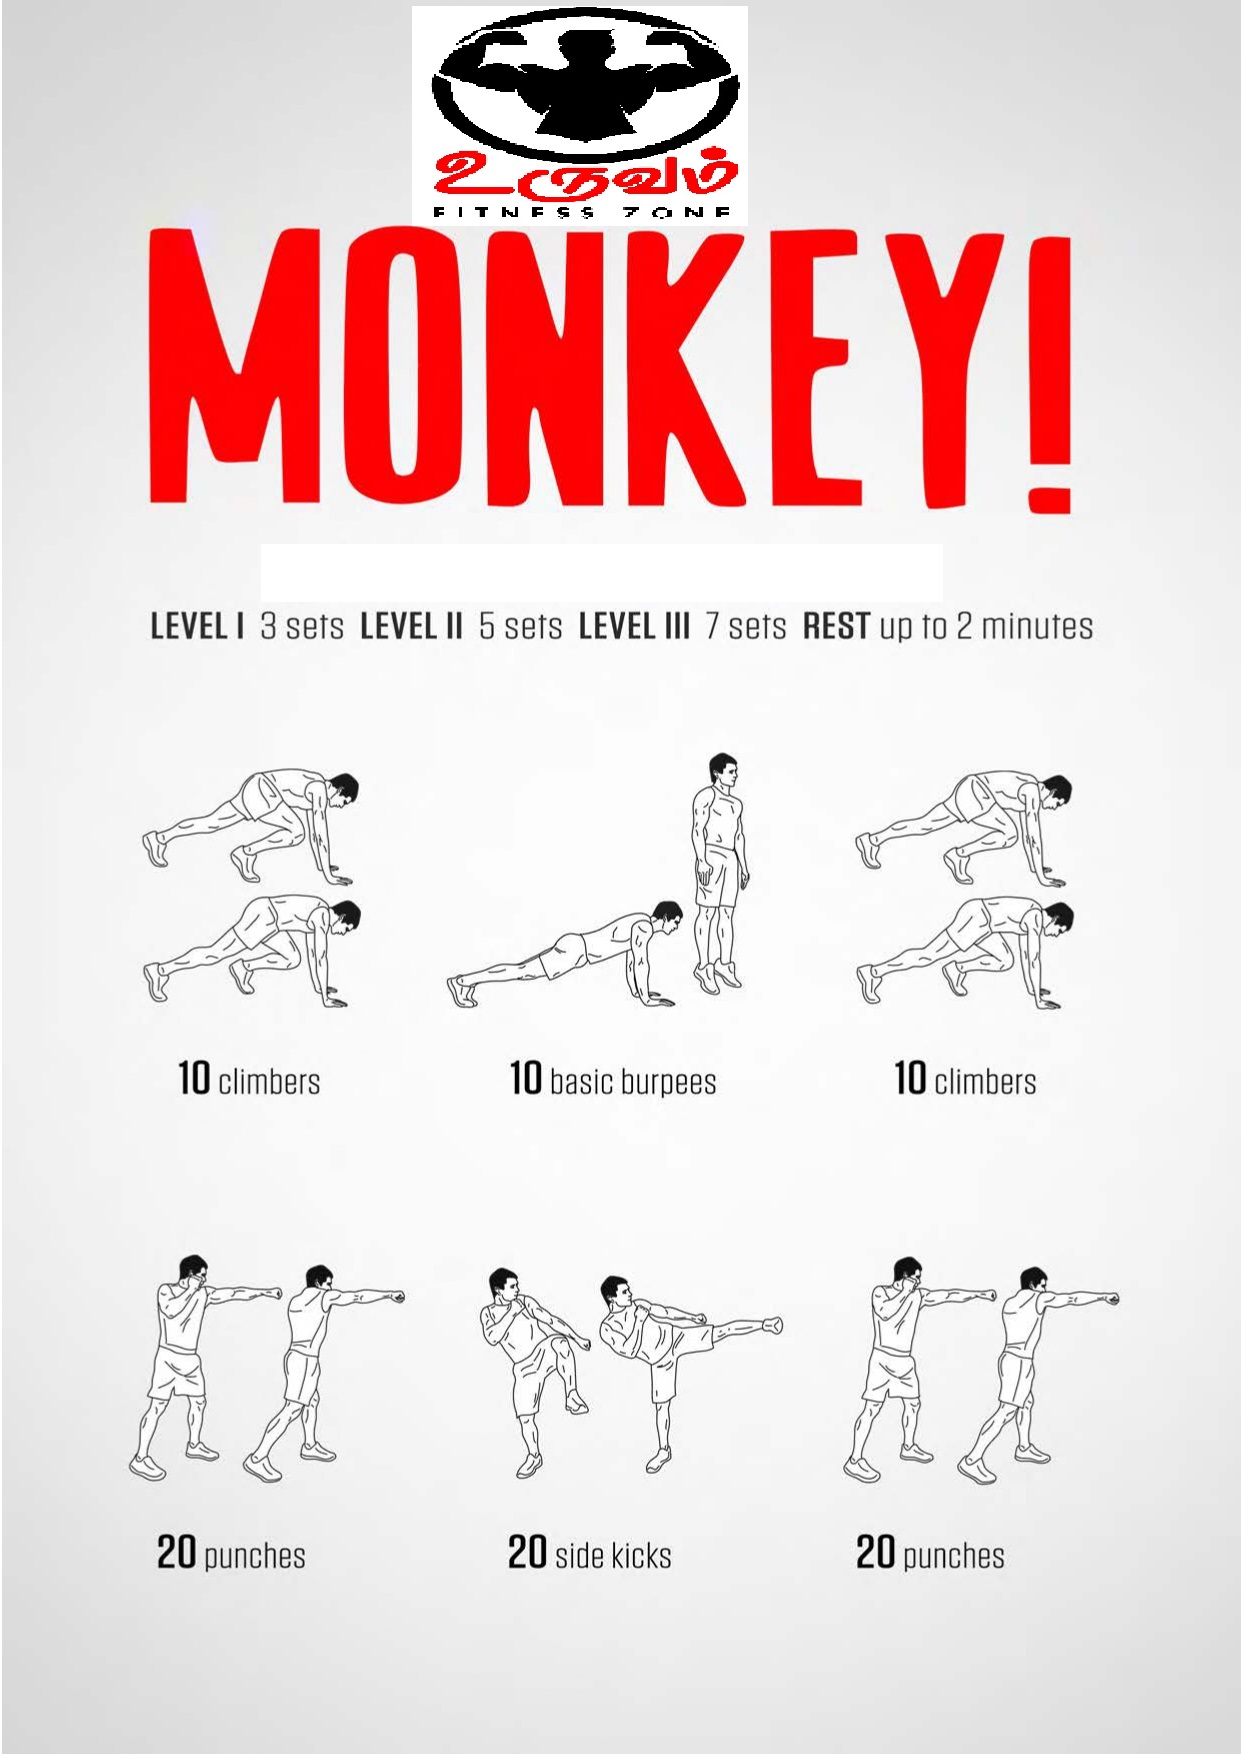 உருவம்
FITNESS ZONE
MONKEY!
LEVEL I 3 sets LEVEL II 5 sets LEVEL III 7 sets REST up to 2 minutes
10 climbers
10 basic burpees
10 climbers
20 punches
20 side kicks
20 punches